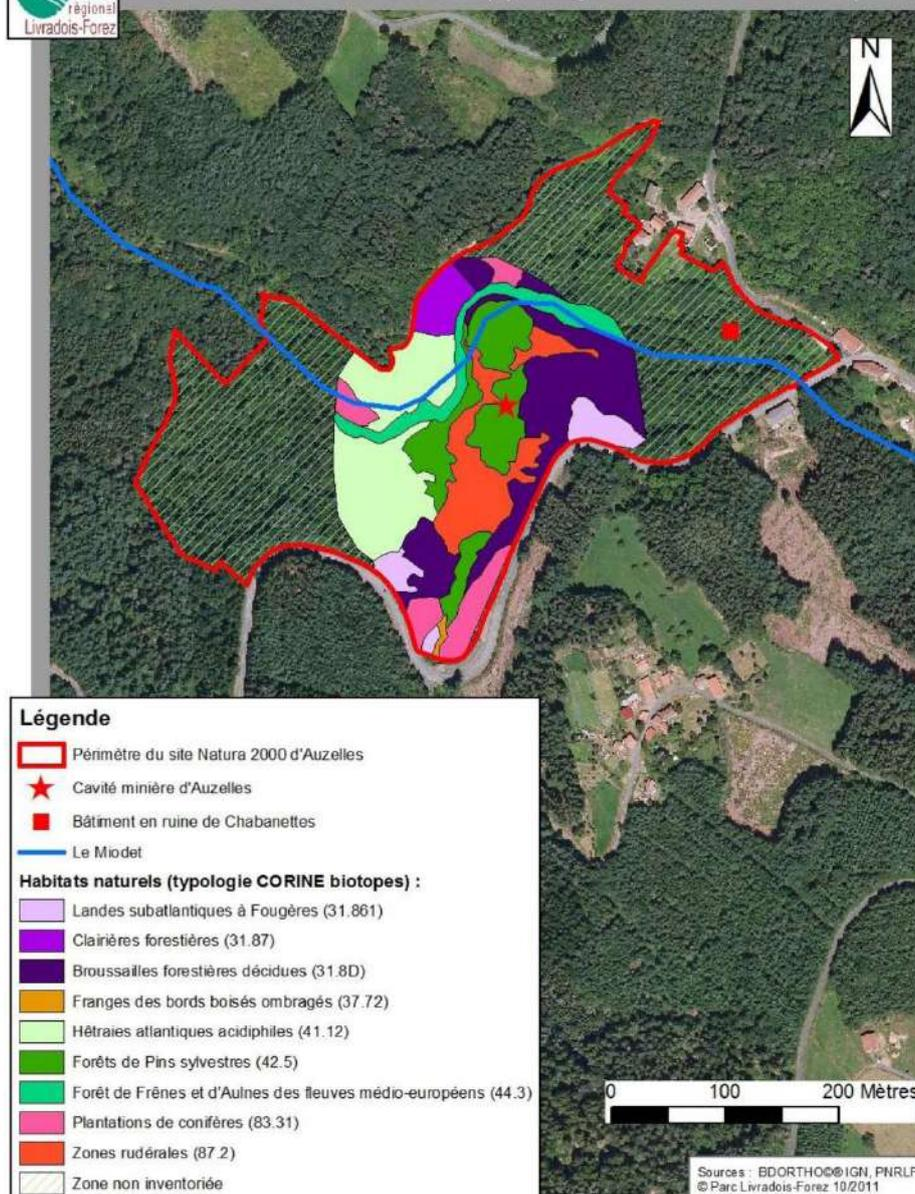 régional
Livradois-Forez
N
Légende
Périmètre du site Natura 2000 d'Auzelles
Cavité minière d'Auzelles
Bâtiment en ruine de Chabanettes
Le Miodet
Habitats naturels (typologie CORINE biotopes) :
Landes subatlantiques à Fougères (31.861)
Clairières forestières (31.87)
Broussailles forestières décidues (31.8D)
Franges des bords boisés ombragés (37.72)
Hêtraies atlantiques acidiphiles (41.12)
Forêts de Pins sylvestres (42.5)
Forêt de Frênes et d'Aulnes des fleuves médio-européens (44.3)
Plantations de conifères (83.31)
Zones rudérales (87.2)
Zone non inventoriée
0 100 200 Mètres
Sources : BDORTHO©®IGN, PNRLF
© Parc Livradois-Forez 10/2011